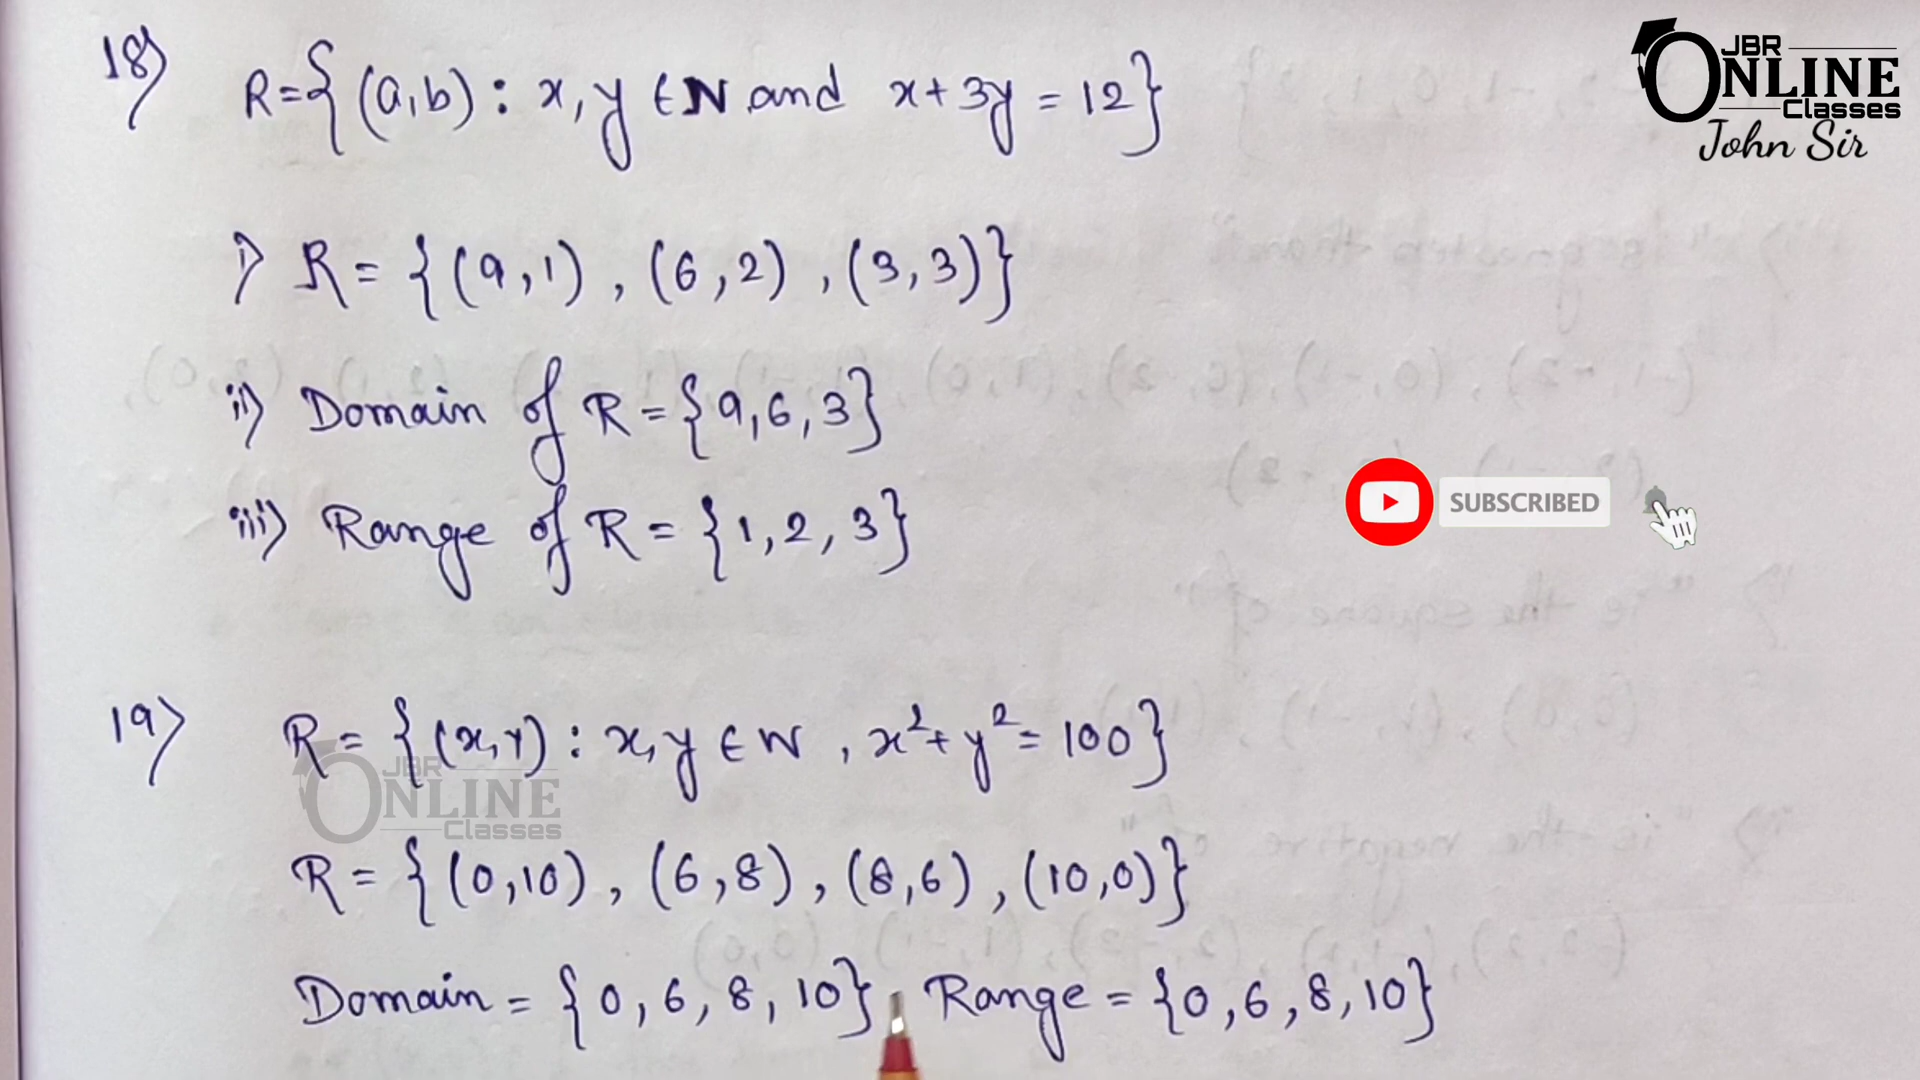 JBR
ONLINE
Classes
John Sir
18) R={(a,b) : x,y ∈ N and x+3y=12}
i) R= {(9,1), (6,2), (3,3)}
ii) Domain of R = {9,6,3}
iii) Range of R = {1,2,3}
SUBSCRIBED
19) R= {(x,y) : x,y ∈ W, x²+y²= 100}
JBR
ONLINE
Classes
R= {(0,10), (6,8), (8,6), (10,0)}
Domain = {0,6,8,10}, Range = {0,6,8,10}